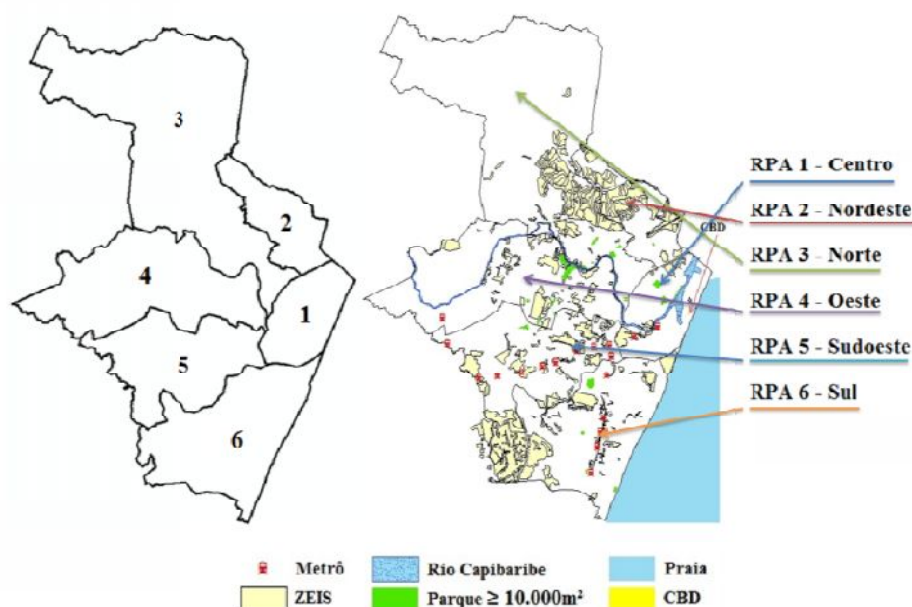 3
2
4
1
5
6
RPA 1 - Centro
RPA 2 - Nordeste
CBD
RPA 3 - Norte
RPA 4 - Oeste
RPA 5 - Sudoeste
RPA 6 - Sul
Metrô
Rio Capibaribe
Praia
ZEIS
Parque ≥ 10.000m²
CBD